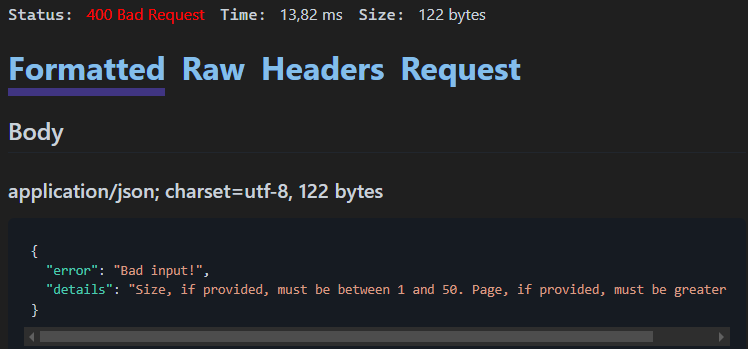 Status: 400 Bad Request Time: 13,82 ms Size: 122 bytes
Formatted Raw Headers Request
Body
application/json; charset=utf-8, 122 bytes
{
"error": "Bad input!",
"details": "Size, if provided, must be between 1 and 50. Page, if provided, must be greater
}